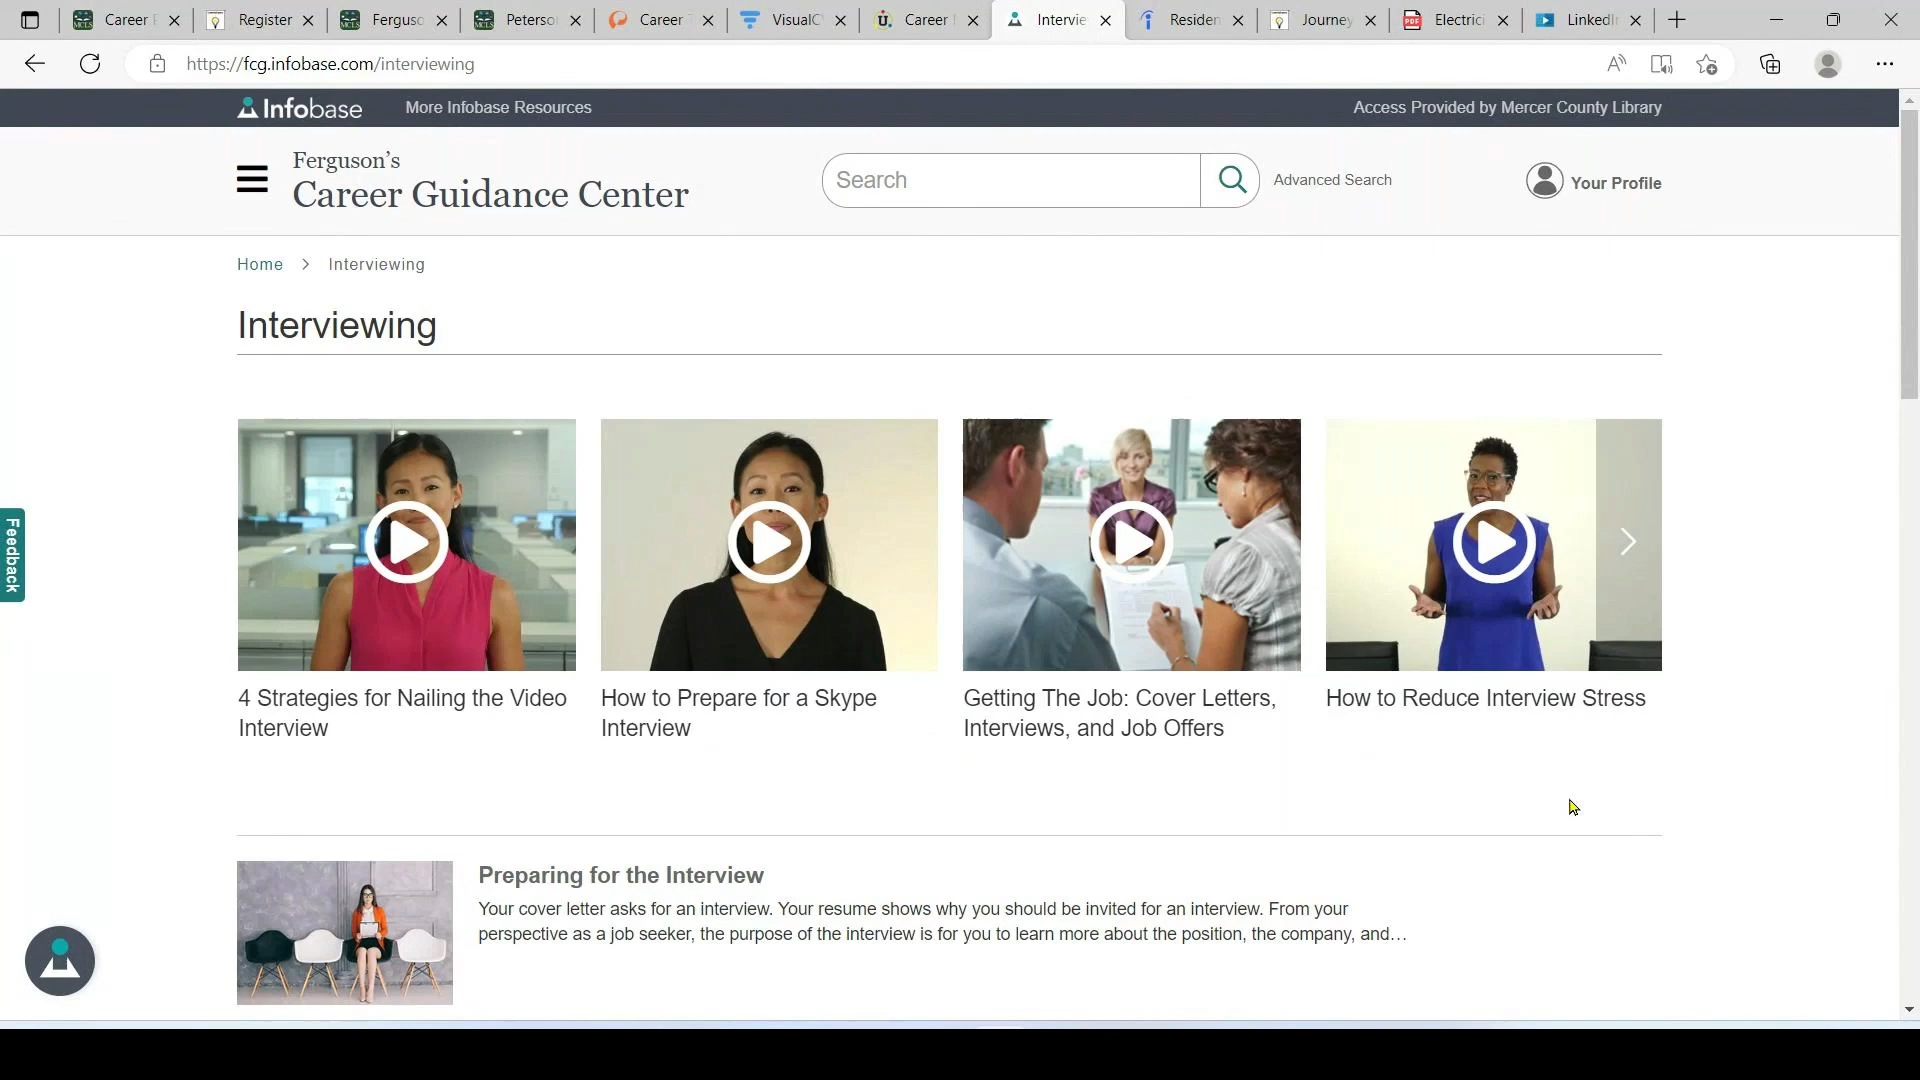 Career
Register
Ferguso
Peterso
Career
VisualC
Career
Intervie
Residen
Journey
Electrici
LinkedI
https://fcg.infobase.com/interviewing
Infobase
More Infobase Resources
Access Provided by Mercer County Library
Ferguson's
Career Guidance Center
Search
Advanced Search
Your Profile
Home > Interviewing
Interviewing
Feedback
4 Strategies for Nailing the Video
Interview
How to Prepare for a Skype
Interview
Getting The Job: Cover Letters,
Interviews, and Job Offers
How to Reduce Interview Stress
Preparing for the Interview
Your cover letter asks for an interview. Your resume shows why you should be invited for an interview. From your
perspective as a job seeker, the purpose of the interview is for you to learn more about the position, the company, and...